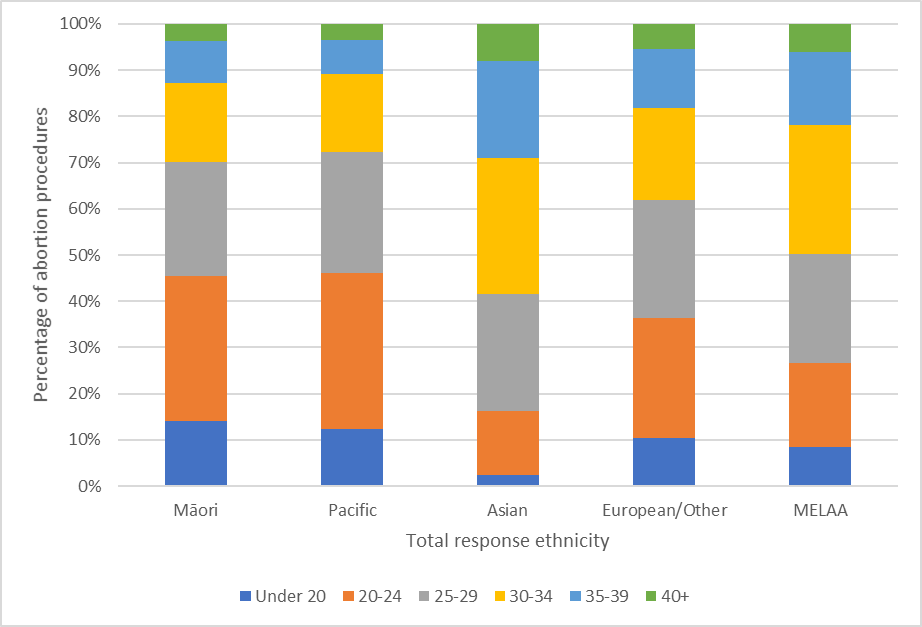 100%
90%
80%
70%
60%
50%
40%
30%
20%
10%
0%
Percentage of abortion procedures
Māori Pacific Asian European/Other MELAA
Total response ethnicity
Under 20 20-24 25-29 30-34 35-39 40+